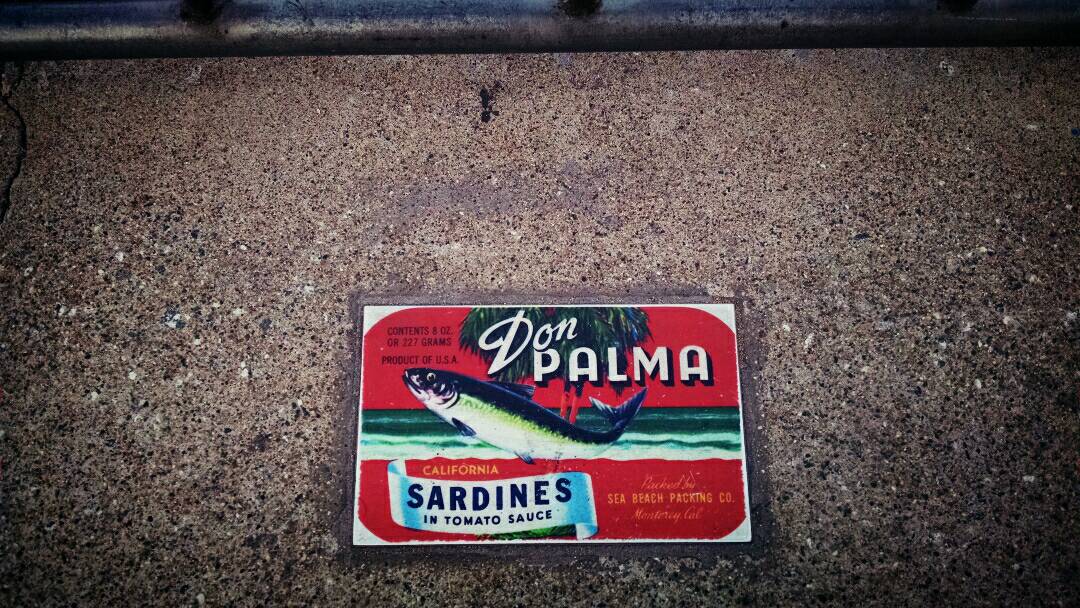 CONTENTS 8 OZ.
OR 227 GRAMS
PRODUCT OF U.S.A.
Don
PALMA
CALIFORNIA
SARDINES
IN TOMATO SAUCE
Packed by
SEA BEACH PACKING CO.
Monterey, Cal